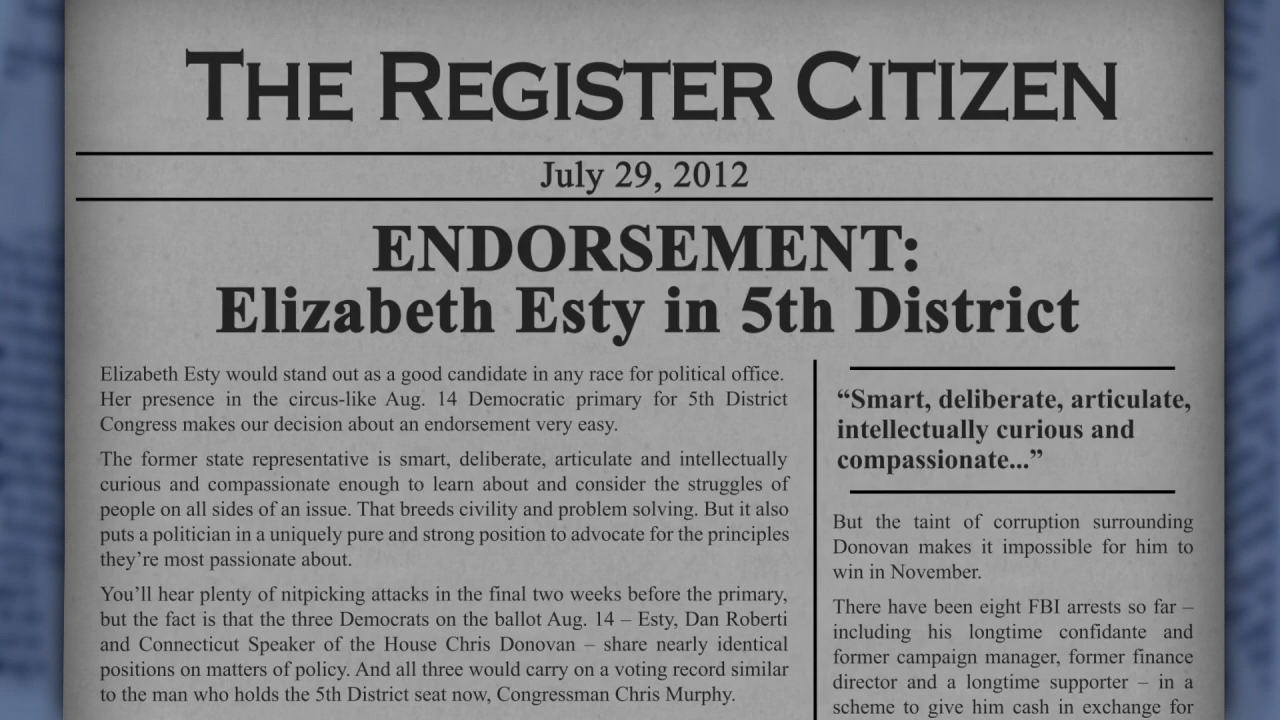 THE REGISTER CITIZEN
July 29, 2012
ENDORSEMENT:
Elizabeth Esty in 5th District
Elizabeth Esty would stand out as a good candidate in any race for political office.
Her presence in the circus-like Aug. 14 Democratic primary for 5th District
Congress makes our decision about an endorsement very easy.
The former state representative is smart, deliberate, articulate and intellectually
curious and compassionate enough to learn about and consider the struggles of
people on all sides of an issue. That breeds civility and problem solving. But it also
puts a politician in a uniquely pure and strong position to advocate for the principles
they’re most passionate about.
You’ll hear plenty of nitpicking attacks in the final two weeks before the primary,
but the fact is that the three Democrats on the ballot Aug. 14 – Esty, Dan Roberti
and Connecticut Speaker of the House Chris Donovan – share nearly identical
positions on matters of policy. And all three would carry on a voting record similar
to the man who holds the 5th District seat now, Congressman Chris Murphy.
“Smart, deliberate, articulate,
intellectually curious and
compassionate...”
But the taint of corruption surrounding
Donovan makes it impossible for him to
win in November.
There have been eight FBI arrests so far –
including his longtime confidante and
former campaign manager, former finance
director and a longtime supporter – in a
scheme to give him cash in exchange for